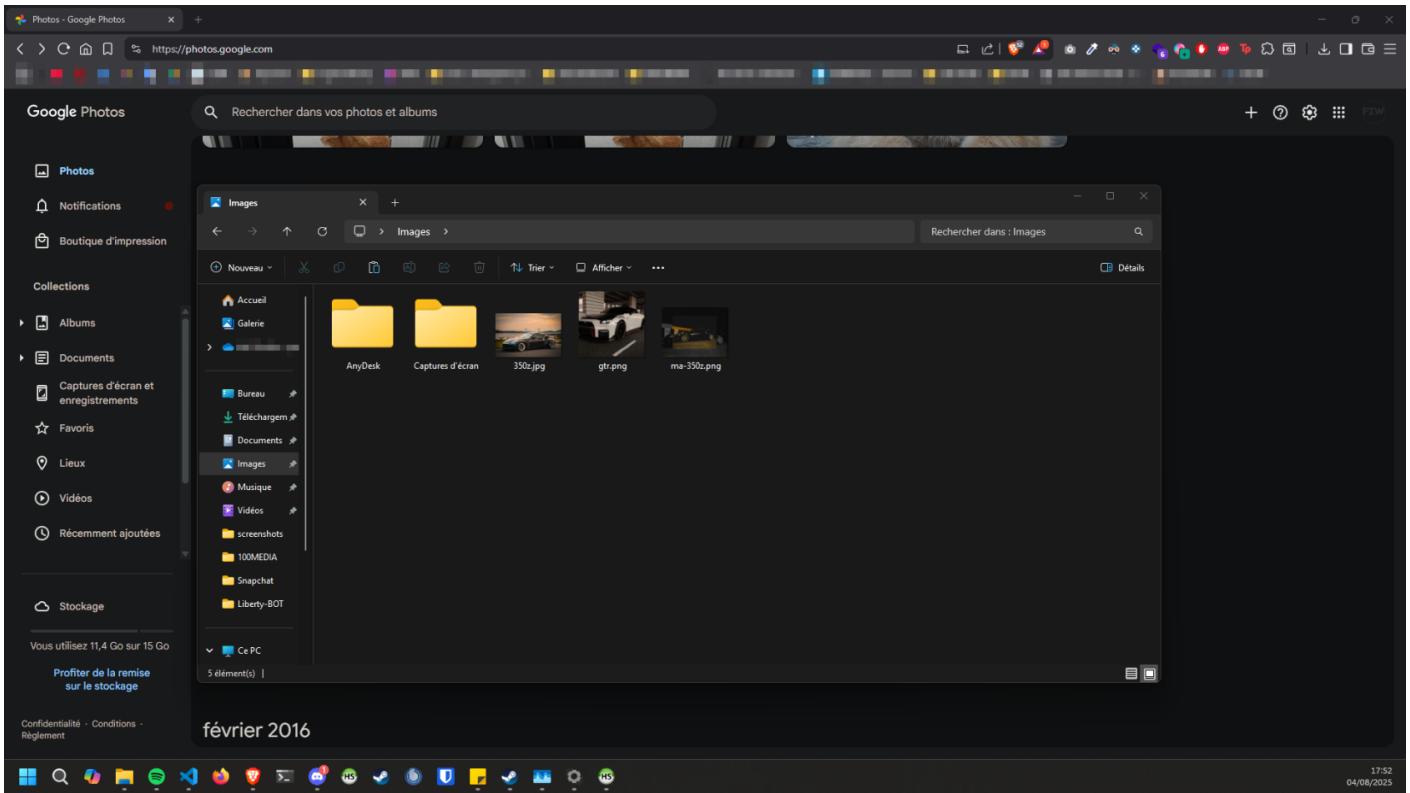 Photos - Google Photos
https://photos.google.com
Google Photos
Rechercher dans vos photos et albums
Photos
Notifications
Boutique d'impression
Collections
Albums
Documents
Captures d'écran et
enregistrements
Favoris
Lieux
Vidéos
Récemment ajoutées
Stockage
Vous utilisez 11,4 Go sur 15 Go
Profiter de la remise
sur le stockage
Confidentialité · Conditions ·
Règlement
Images
Images
Rechercher dans : Images
Nouveau
Trier
Afficher
Détails
Accueil
Galerie
Bureau
Téléchargem
Documents
Images
Musique
Vidéos
screenshots
100MEDIA
Snapchat
Liberty-BOT
Ce PC
AnyDesk
Captures d'écran
350z.jpg
gtr.png
ma-350z.png
5 élément(s)
février 2016
17:52
04/08/2025